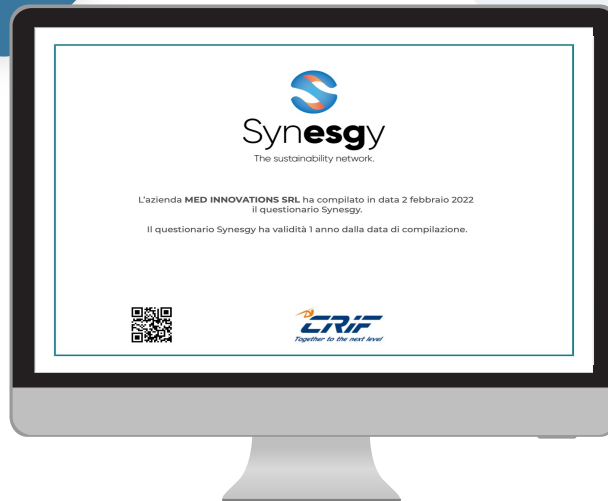 Synesgy
The sustainability network.
L'azienda MED INNOVATIONS SRL ha compilato in data 2 febbraio 2022
il questionario Synesgy.
Il questionario Synesgy ha validità 1 anno dalla data di compilazione.
CRIF
Together to the next level